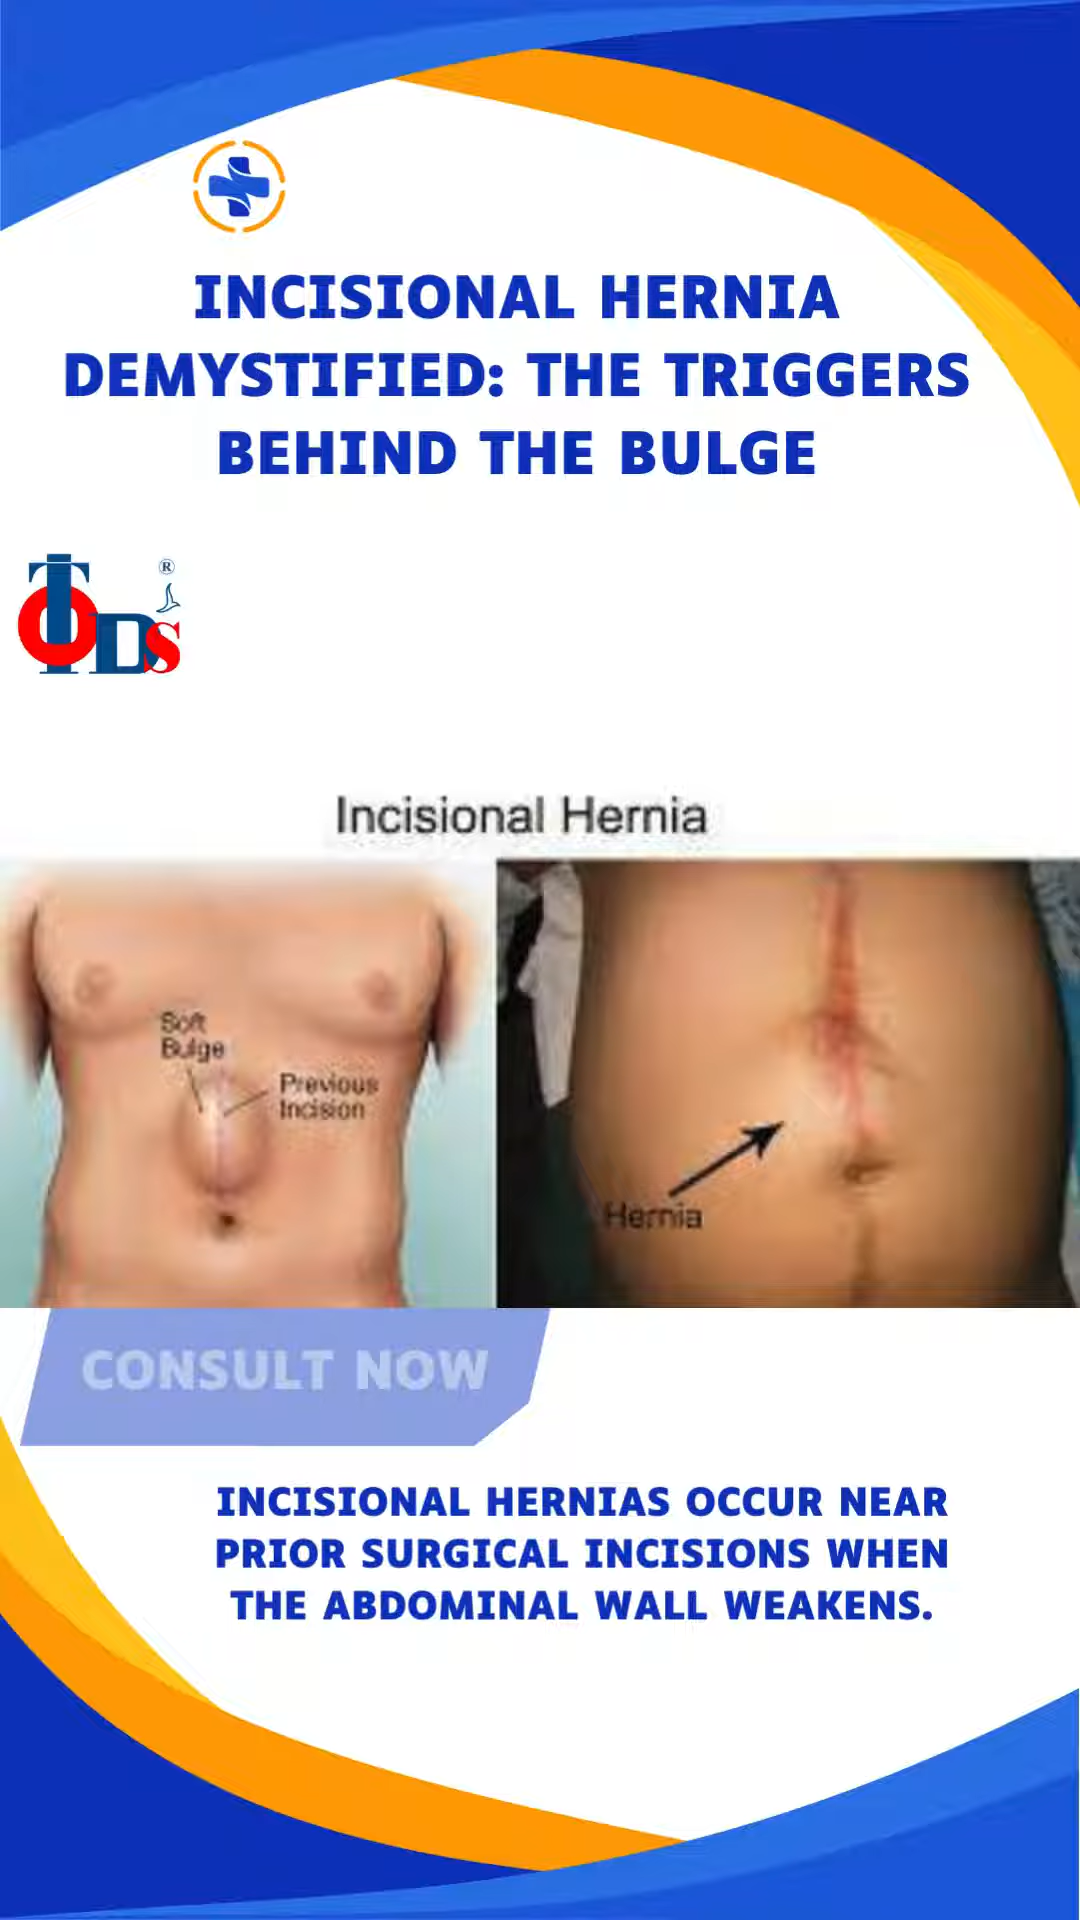 INCISIONAL HERNIA
DEMYSTIFIED: THE TRIGGERS
BEHIND THE BULGE
TODS®
Incisional Hernia
Soft
Bulge
Previous
Incision
Hernia
CONSULT NOW
INCISIONAL HERNIAS OCCUR NEAR
PRIOR SURGICAL INCISIONS WHEN
THE ABDOMINAL WALL WEAKENS.